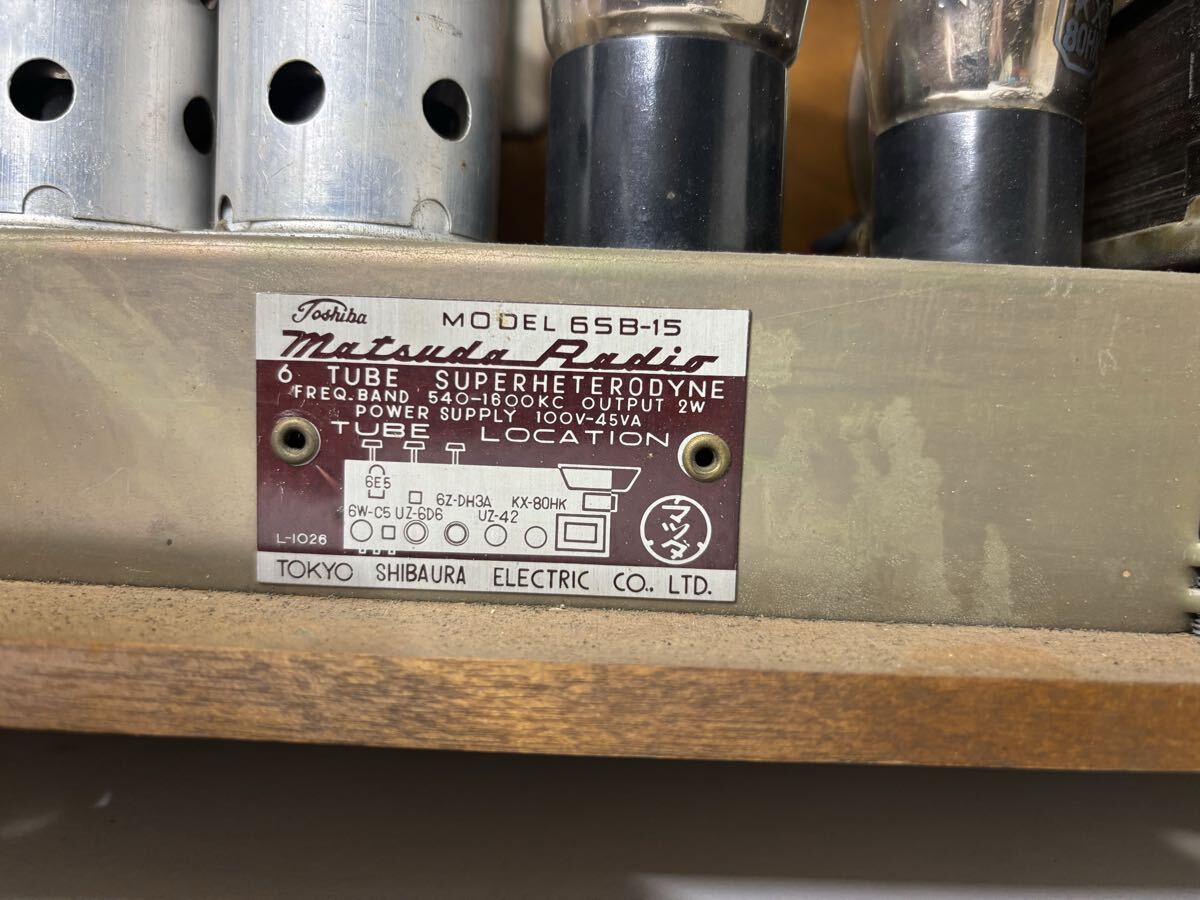 KX
80HK
Toshiba
MODEL 6SB-15
Matsuda Radio
6 TUBE SUPERHETERODYNE
FREQ. BAND 540-1600KC OUTPUT 2W
POWER SUPPLY 100V-45VA
TUBE LOCATION
6E5
6Z-DH3A KX-80HK
6W-C5 UZ-6D6 UZ-42
マツダ
L-1026
TOKYO SHIBAURA ELECTRIC CO., LTD.